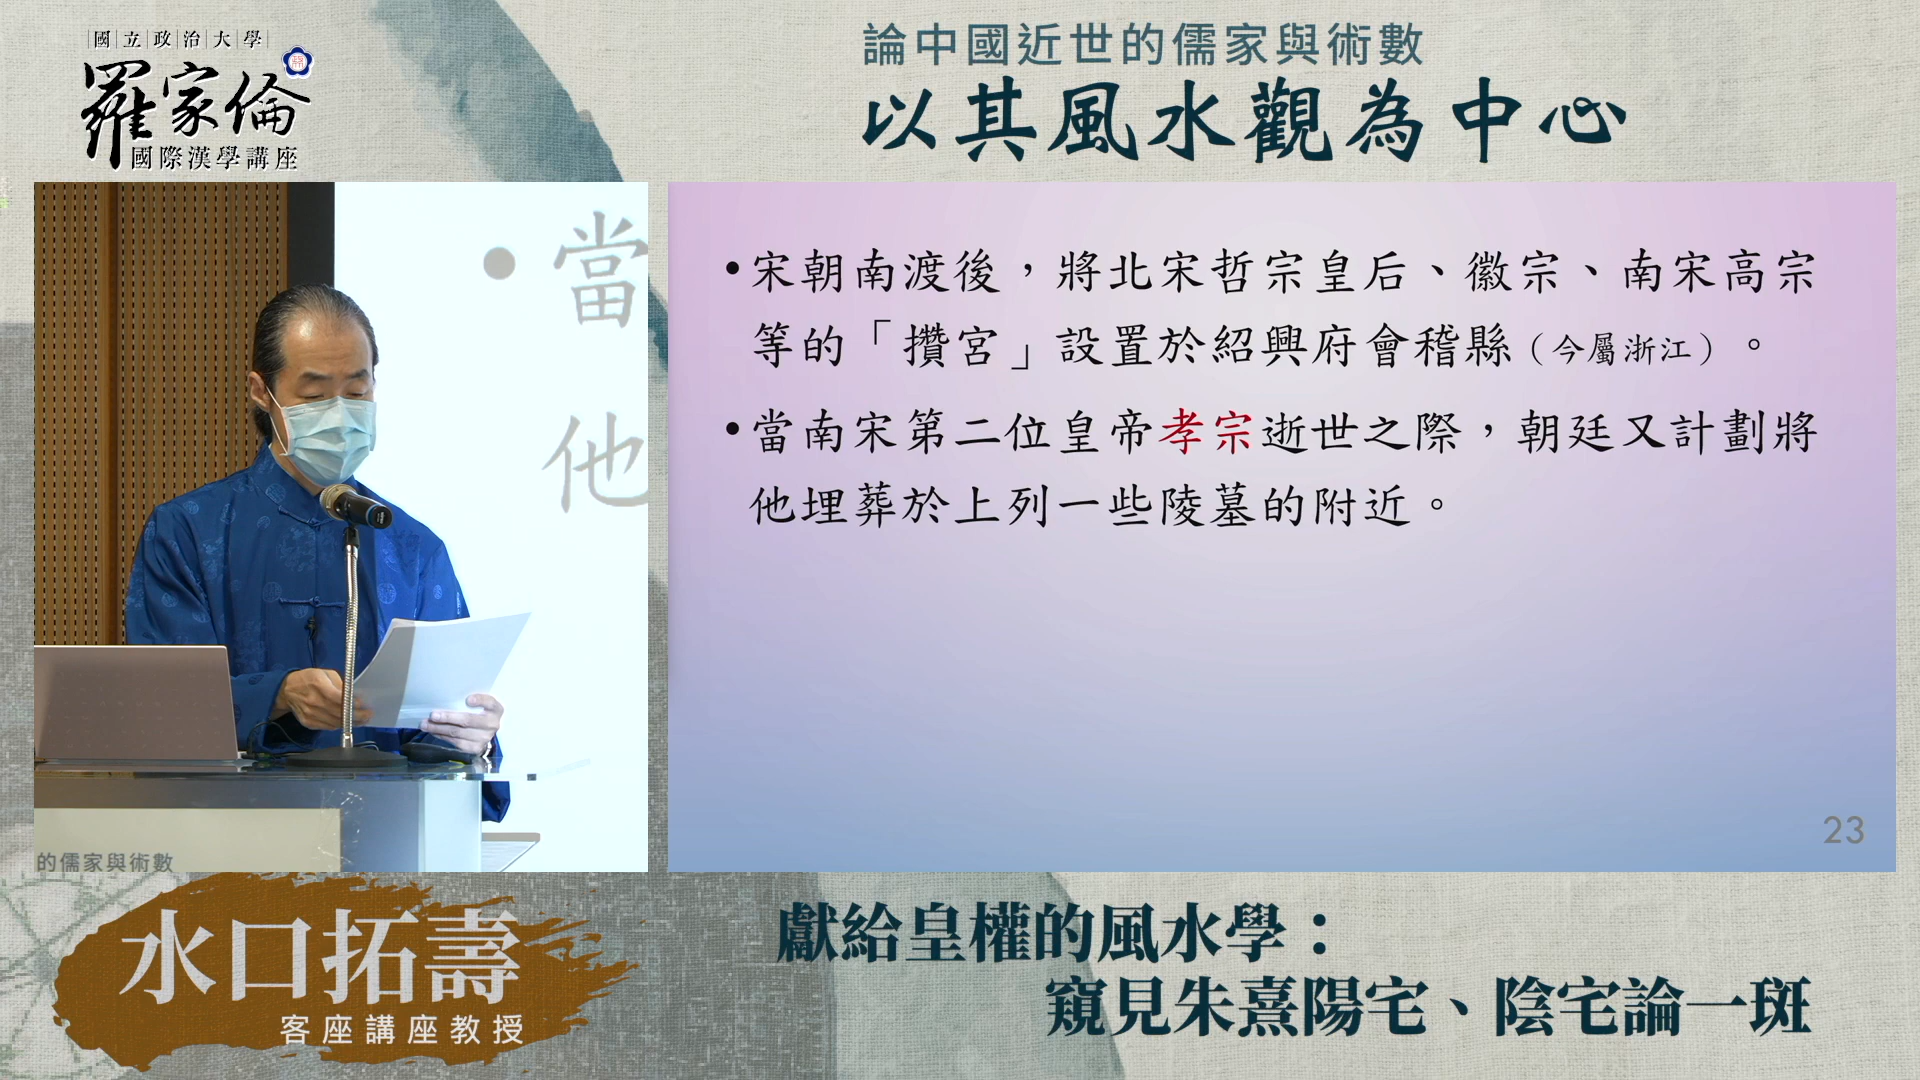 國立政治大學
羅家倫
國際漢學講座
論中國近世的儒家與術數
以其風水觀為中心
•當
他
•宋朝南渡後，將北宋哲宗皇后、徽宗、南宋高宗
等的「攢宮」設置於紹興府會稽縣（今屬浙江）。
•當南宋第二位皇帝孝宗逝世之際，朝廷又計劃將
他埋葬於上列一些陵墓的附近。
23
的儒家與術數
水口拓壽
客座講座教授
獻給皇權的風水學：
窺見朱熹陽宅、陰宅論一斑